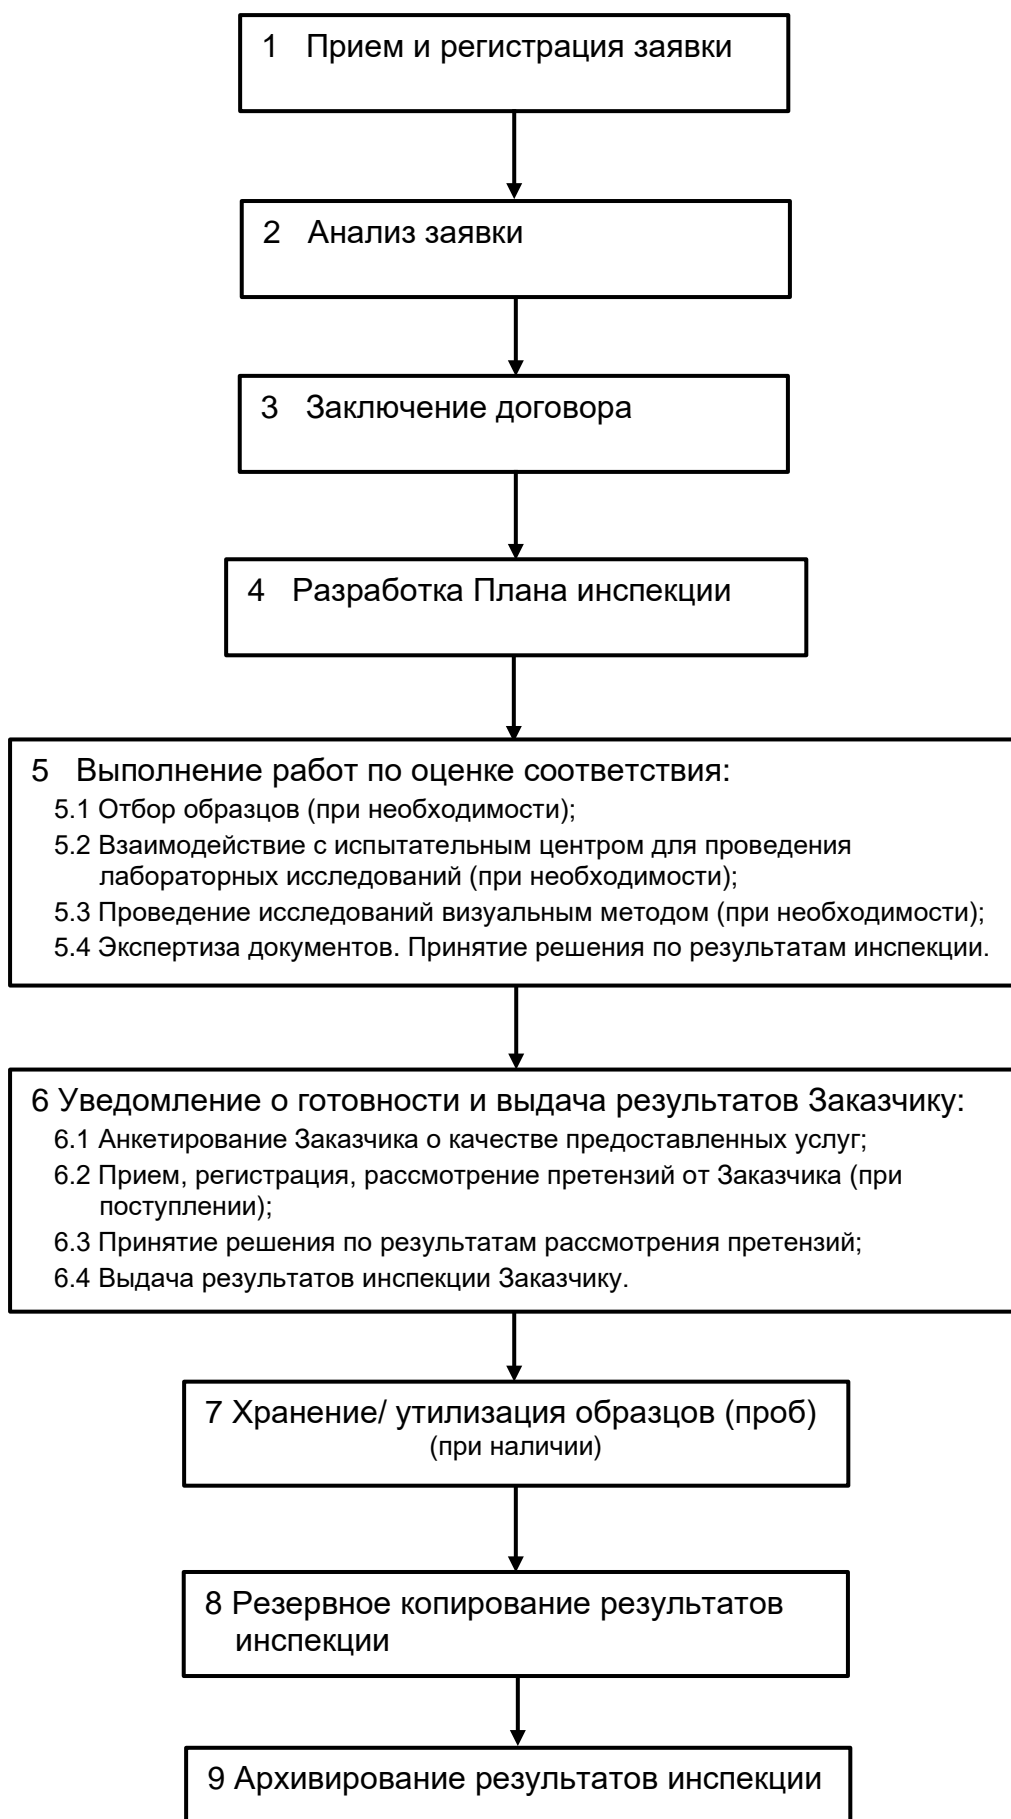 1 Прием и регистрация заявки
2 Анализ заявки
3 Заключение договора
4 Разработка Плана инспекции
5 Выполнение работ по оценке соответствия:
5.1 Отбор образцов (при необходимости);
5.2 Взаимодействие с испытательным центром для проведения
лабораторных исследований (при необходимости);
5.3 Проведение исследований визуальным методом (при необходимости);
5.4 Экспертиза документов. Принятие решения по результатам инспекции.
6 Уведомление о готовности и выдача результатов Заказчику:
6.1 Анкетирование Заказчика о качестве предоставленных услуг;
6.2 Прием, регистрация, рассмотрение претензий от Заказчика (при
поступлении);
6.3 Принятие решения по результатам рассмотрения претензий;
6.4 Выдача результатов инспекции Заказчику.
7 Хранение/ утилизация образцов (проб)
(при наличии)
8 Резервное копирование результатов
инспекции
9 Архивирование результатов инспекции